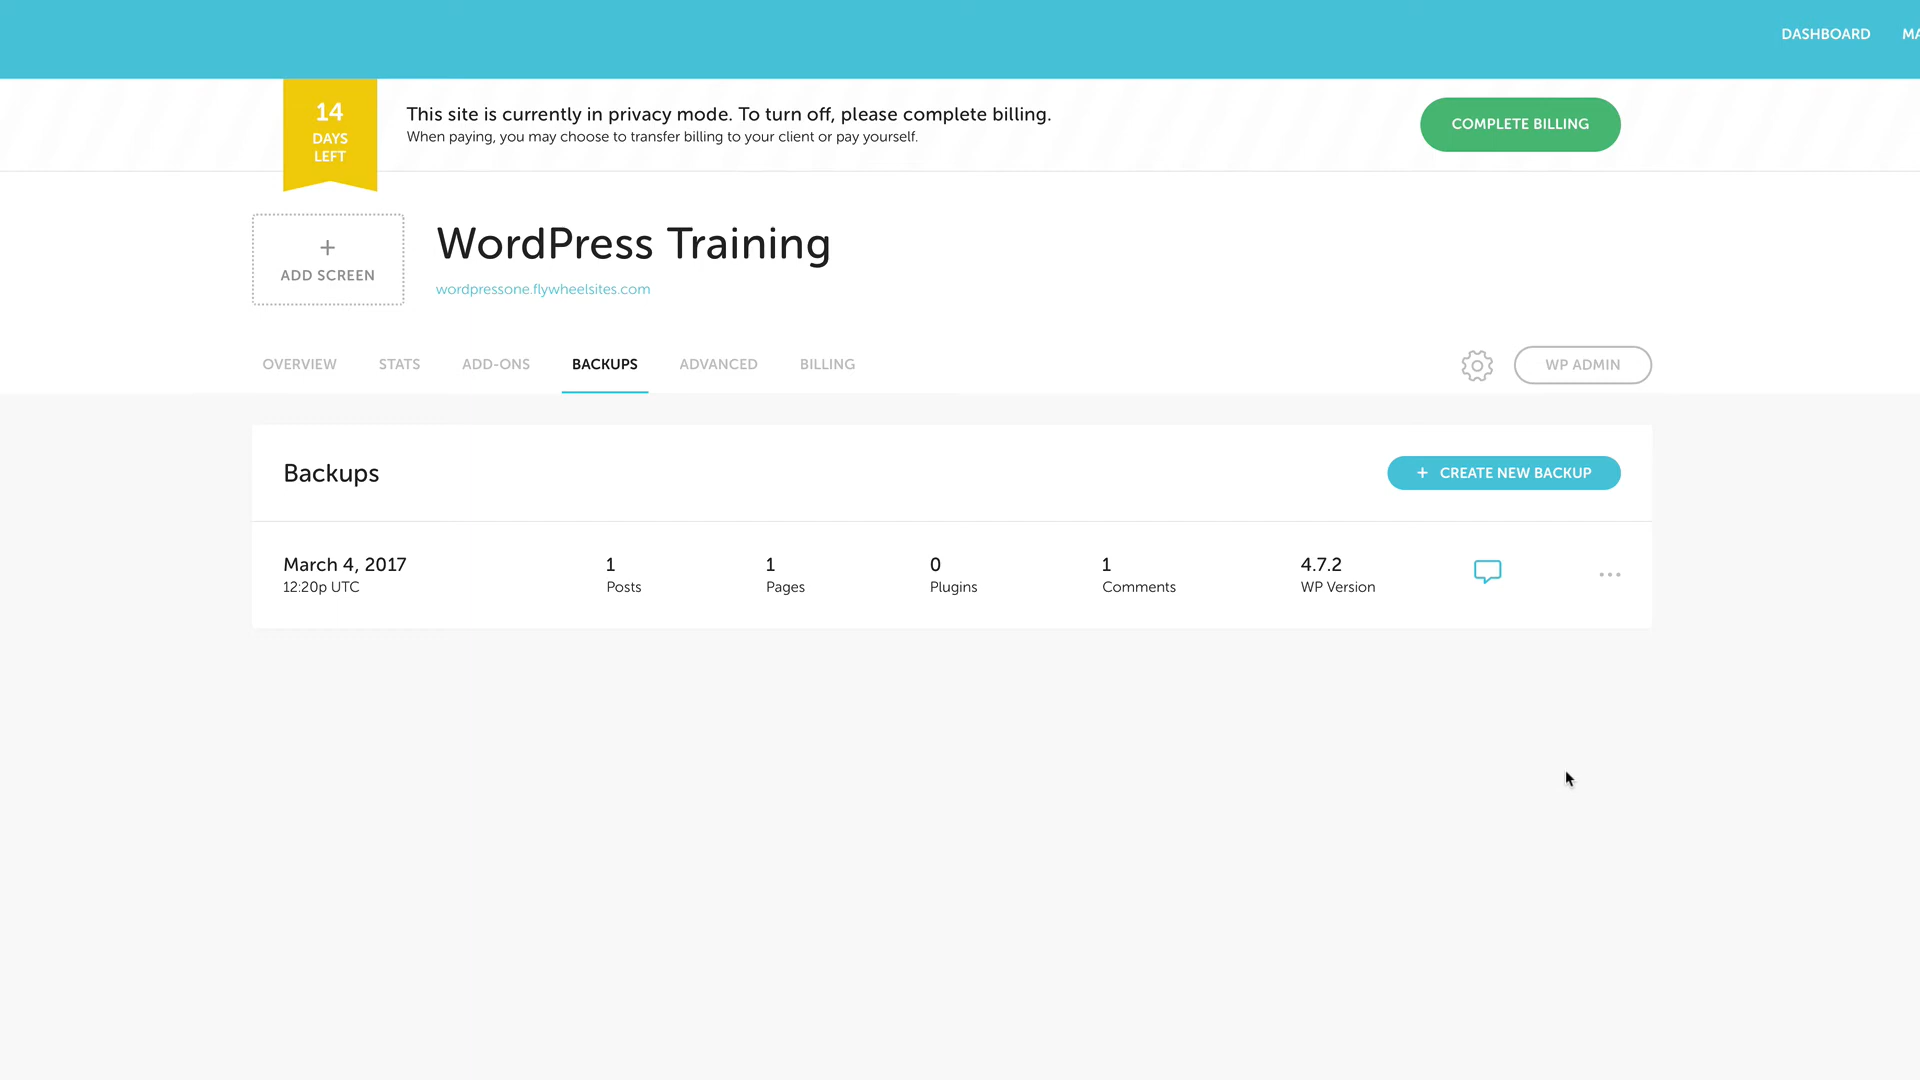 DASHBOARD
14
DAYS
LEFT
This site is currently in privacy mode. To turn off, please complete billing.
When paying, you may choose to transfer billing to your client or pay yourself.
COMPLETE BILLING
+
ADD SCREEN
WordPress Training
wordpressone.flywheelsites.com
OVERVIEW STATS ADD-ONS BACKUPS ADVANCED BILLING
WP ADMIN
Backups
+ CREATE NEW BACKUP
March 4, 2017 1 1 0 1 4.7.2
12:20p UTC Posts Pages Plugins Comments WP Version